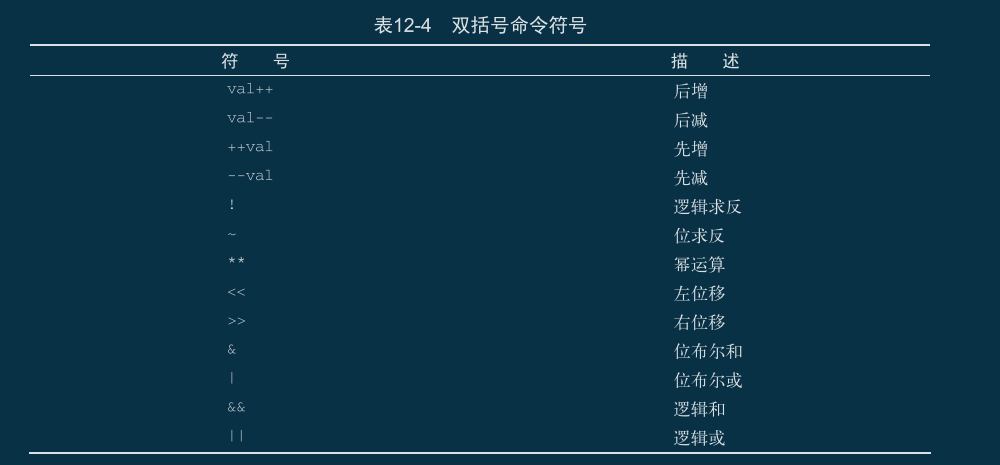 表12-4 双括号命令符号
符 号 描 述
val++ 后增
val-- 后减
++val 先增
--val 先减
! 逻辑求反
~ 位求反
** 幂运算
<< 左位移
>> 右位移
& 位布尔和
| 位布尔或
&& 逻辑和
|| 逻辑或